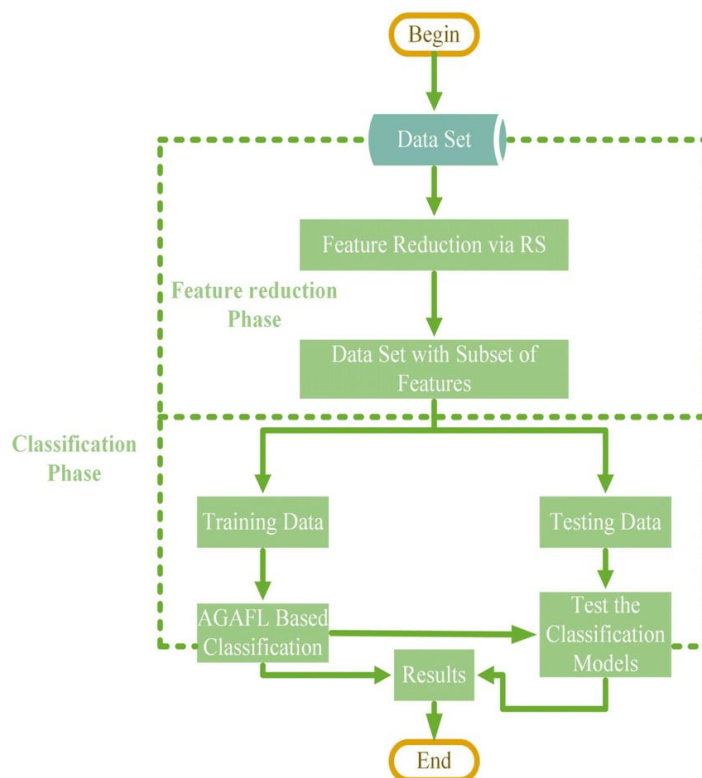 Begin
Data Set
Feature Reduction via RS
Feature reduction
Phase
Data Set with Subset of
Features
Classification
Phase
Training Data
Testing Data
AGAFL Based
Classification
Test the
Classification
Models
Results
End